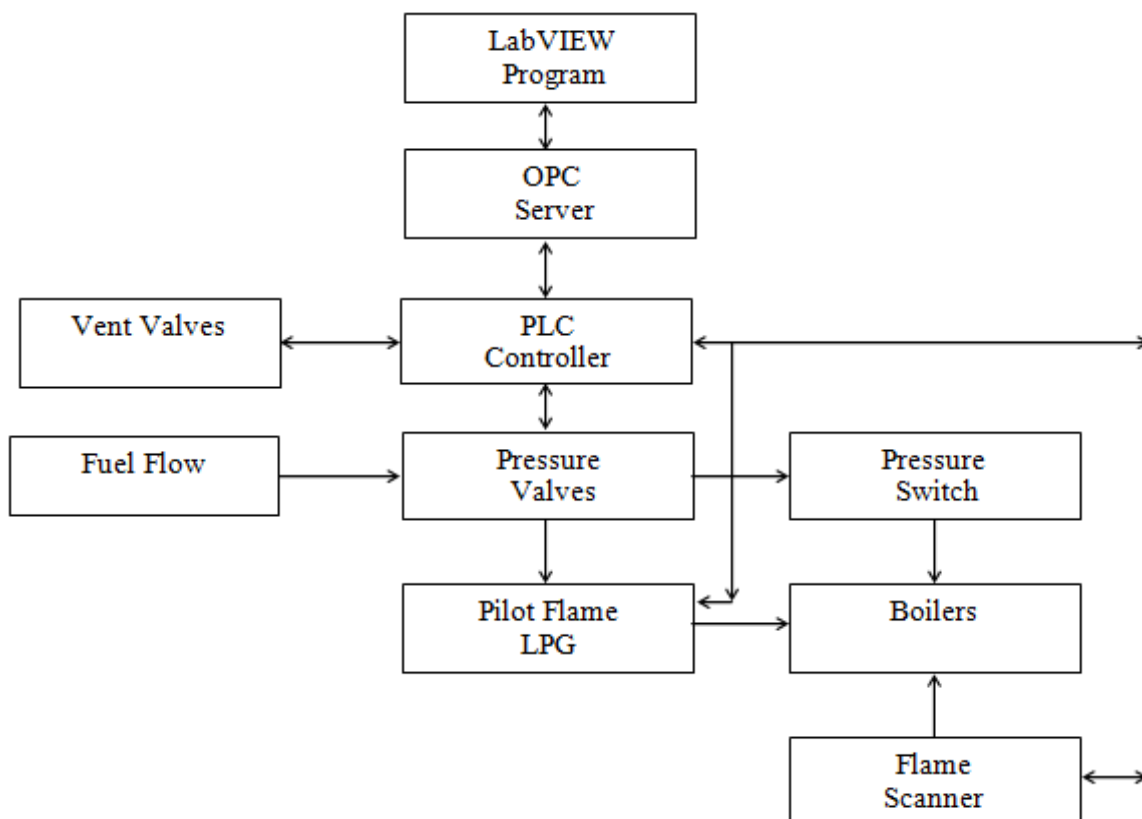 LabVIEW
Program
OPC
Server
Vent Valves
PLC
Controller
Fuel Flow
Pressure
Valves
Pressure
Switch
Pilot Flame
LPG
Boilers
Flame
Scanner